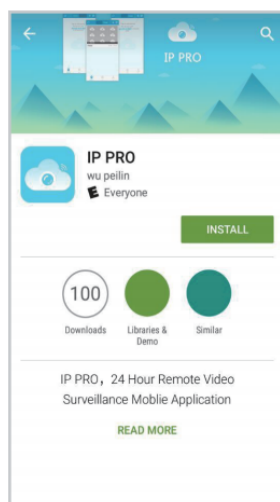 IP PRO
IP PRO
wu peilin
Everyone
INSTALL
100
Downloads
Libraries &
Demo
Similar
IP PRO, 24 Hour Remote Video
Surveillance Moblie Application
READ MORE